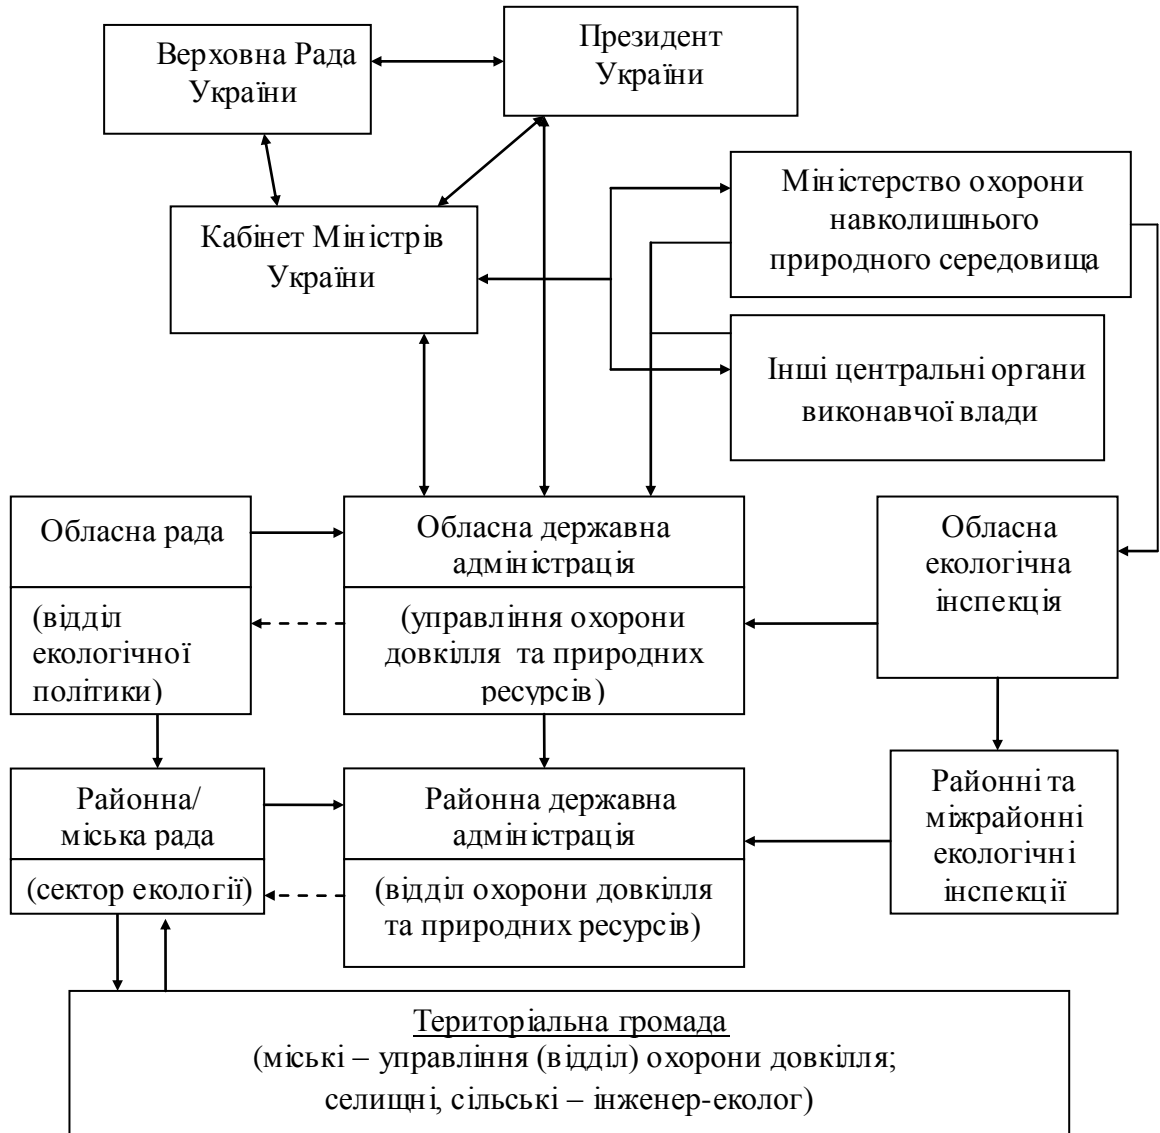 Верховна Рада
України
Президент
України
Кабінет Міністрів
України
Міністерство охорони
навколишнього
природного середовища
Інші центральні органи
виконавчої влади
Обласна рада
(відділ
екологічної
політики)
Обласна державна
адміністрація
(управління охорони
довкілля та природних
ресурсів)
Обласна
екологічна
інспекція
Районна/
міська рада
(сектор екології)
Районна державна
адміністрація
(відділ охорони довкілля
та природних ресурсів)
Районні та
міжрайонні
екологічні
інспекції
Територіальна громада
(міські – управління (відділ) охорони довкілля;
селищні, сільські – інженер-еколог)